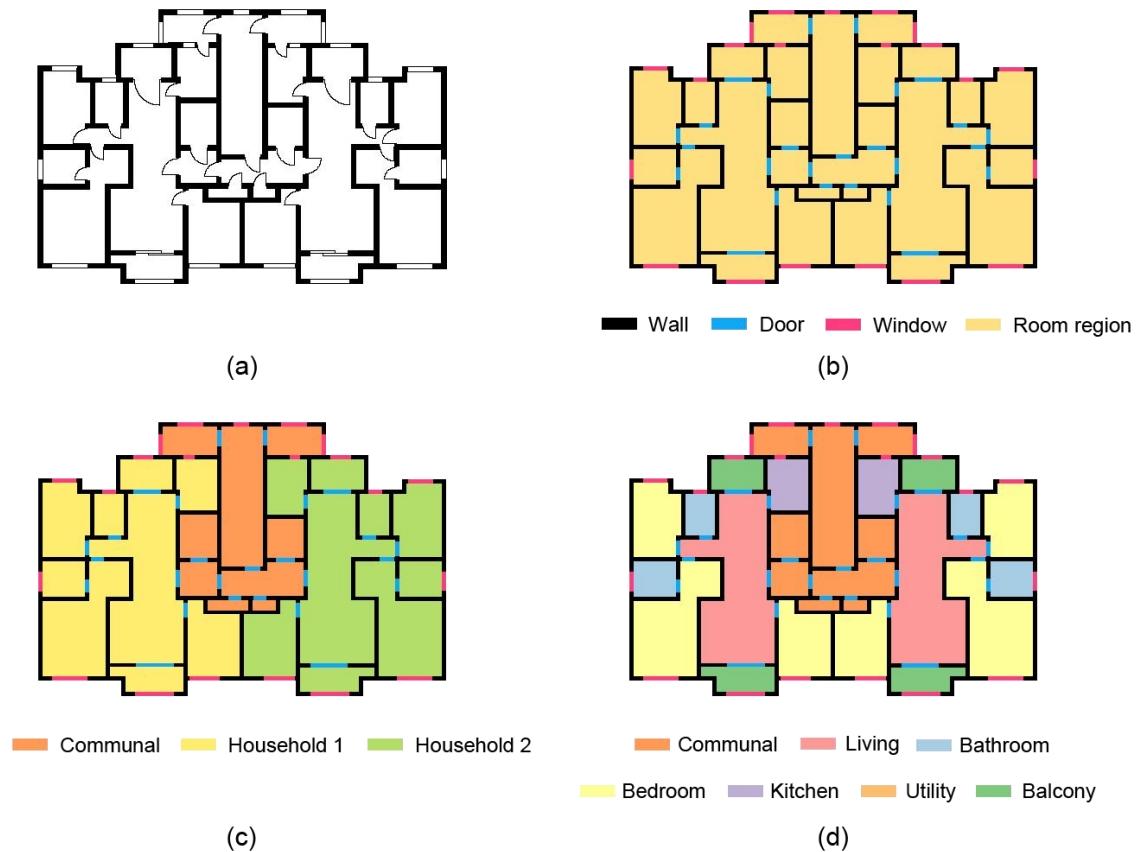 Wall Door Window Room region
(a) (b)
Communal Household 1 Household 2
Communal Living Bathroom
Bedroom Kitchen Utility Balcony
(c) (d)